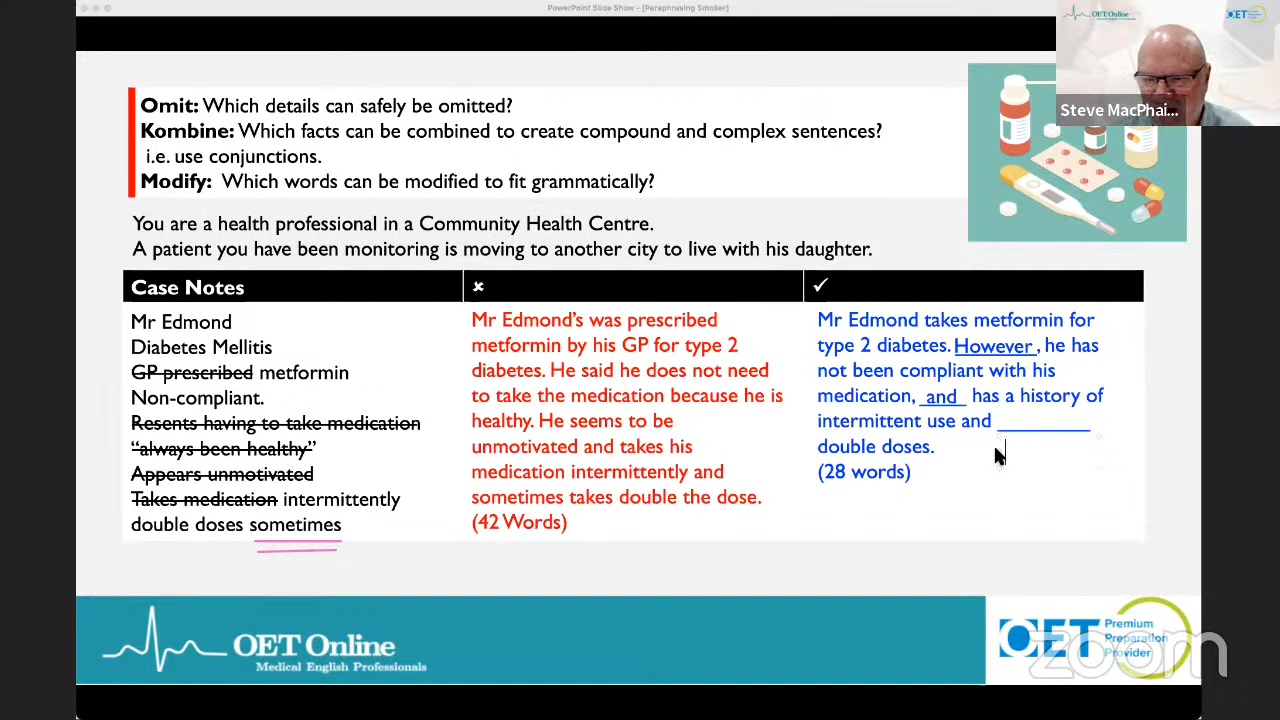 PowerPoint Slide Show - [Paraphrasing Smoker]
OET Online
OET
Steve MacPhai...
Omit: Which details can safely be omitted?
Kombine: Which facts can be combined to create compound and complex sentences?
i.e. use conjunctions.
Modify: Which words can be modified to fit grammatically?
You are a health professional in a Community Health Centre.
A patient you have been monitoring is moving to another city to live with his daughter.
Case Notes
Mr Edmond
Diabetes Mellitis
GP prescribed metformin
Non-compliant.
Resents having to take medication
“always been healthy”
Appears unmotivated
Takes medication intermittently
double doses sometimes
✖
Mr Edmond’s was prescribed
metformin by his GP for type 2
diabetes. He said he does not need
to take the medication because he is
healthy. He seems to be
unmotivated and takes his
medication intermittently and
sometimes takes double the dose.
(42 Words)
✓
Mr Edmond takes metformin for
type 2 diabetes. However, he has
not been compliant with his
medication, and has a history of
intermittent use and __________
double doses.
(28 words)
OET Online
Medical English Professionals
OET
Premium
Preparation
Provider
zoom